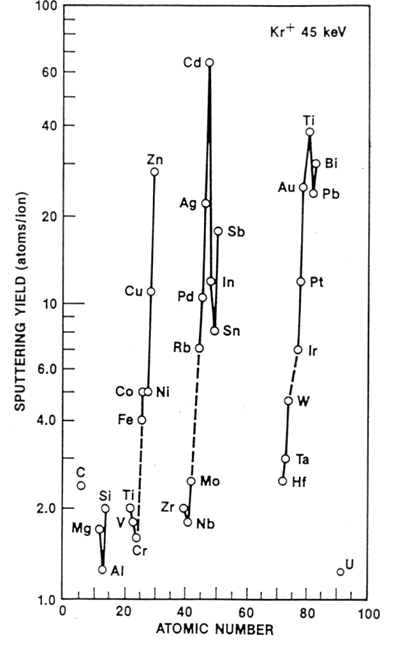 100
Kr+ 45 keV
Cd
60
40
Ti
Zn
Bi
Au
Pb
Ag
20
Sb
SPUTTERING YIELD (atoms/ion)
Cu
In
Pt
10
Pd
Sn
Rb
Ir
6.0
Co
Ni
W
4.0
Fe
Ta
C
Mo
Hf
Si
Ti
2.0
Zr
Mg
V
Nb
Cr
Al
U
1.0
0
20
40
60
80
100
ATOMIC NUMBER